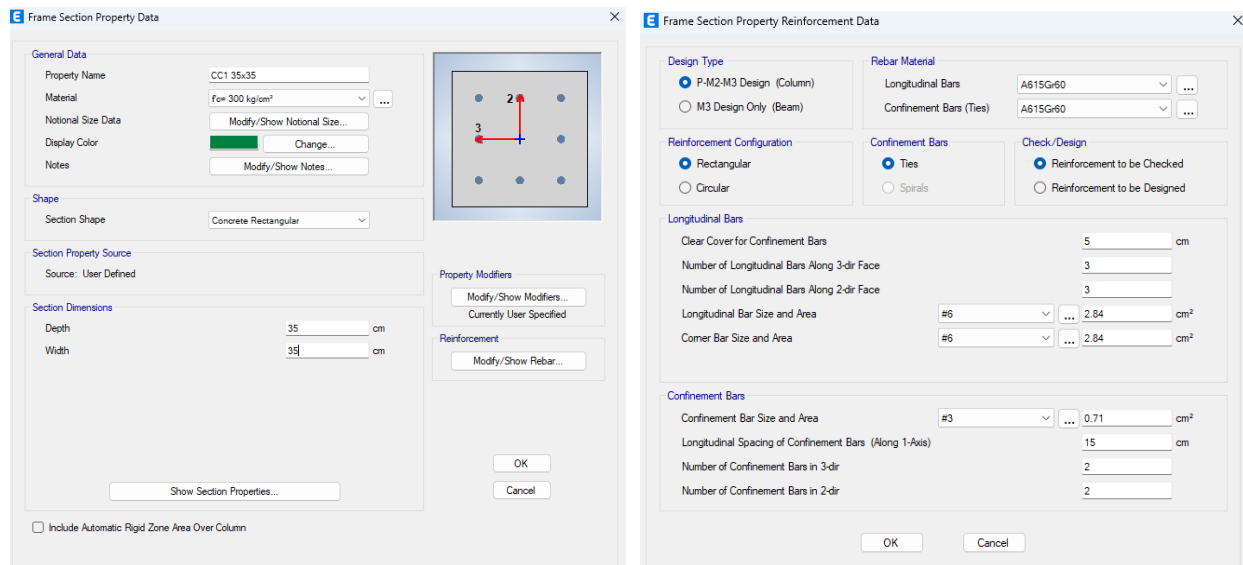 E Frame Section Property Data
General Data
Property Name CC1 35x35
Material f'c= 300 kg/cm² ...
Notional Size Data Modify/Show Notional Size...
Display Color Change...
Notes Modify/Show Notes...
2
3
Shape
Section Shape Concrete Rectangular
Section Property Source
Source: User Defined
Property Modifiers
Modify/Show Modifiers...
Currently User Specified
Section Dimensions
Depth 35 cm
Width 35 cm
Reinforcement
Modify/Show Rebar...
OK
Cancel
Show Section Properties...
Include Automatic Rigid Zone Area Over Column
E Frame Section Property Reinforcement Data
Design Type
P-M2-M3 Design (Column)
M3 Design Only (Beam)
Rebar Material
Longitudinal Bars A615Gr60 ...
Confinement Bars (Ties) A615Gr60 ...
Reinforcement Configuration
Rectangular
Circular
Confinement Bars
Ties
Spirals
Check/Design
Reinforcement to be Checked
Reinforcement to be Designed
Longitudinal Bars
Clear Cover for Confinement Bars 5 cm
Number of Longitudinal Bars Along 3-dir Face 3
Number of Longitudinal Bars Along 2-dir Face 3
Longitudinal Bar Size and Area #6 ... 2.84 cm²
Corner Bar Size and Area #6 ... 2.84 cm²
Confinement Bars
Confinement Bar Size and Area #3 ... 0.71 cm²
Longitudinal Spacing of Confinement Bars (Along 1-Axis) 15 cm
Number of Confinement Bars in 3-dir 2
Number of Confinement Bars in 2-dir 2
OK Cancel